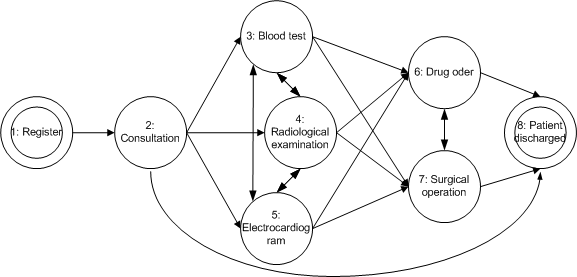 3: Blood test
6: Drug oder
1: Register
2:
Consultation
4:
Radiological
examination
8: Patient
discharged
7: Surgical
operation
5:
Electrocardiog
ram